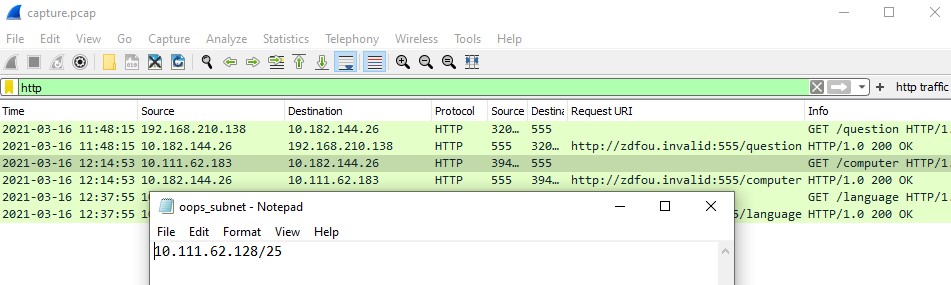 capture.pcap
File Edit View Go Capture Analyze Statistics Telephony Wireless Tools Help
http + http traffic
Time Source Destination Protocol Source Destina Request URI Info
2021-03-16 11:48:15 192.168.210.138 10.182.144.26 HTTP 320… 555 GET /question HTTP/1.
2021-03-16 11:48:15 10.182.144.26 192.168.210.138 HTTP 555 320… http://zdfou.invalid:555/question HTTP/1.0 200 OK
2021-03-16 12:14:53 10.111.62.183 10.182.144.26 HTTP 394… 555 GET /computer HTTP/1.
2021-03-16 12:14:53 10.182.144.26 10.111.62.183 HTTP 555 394… http://zdfou.invalid:555/computer HTTP/1.0 200 OK
2021-03-16 12:37:55 10 GET /language HTTP/1.
2021-03-16 12:37:55 10 5/language HTTP/1.0 200 OK
oops_subnet - Notepad
File Edit Format View Help
10.111.62.128/25